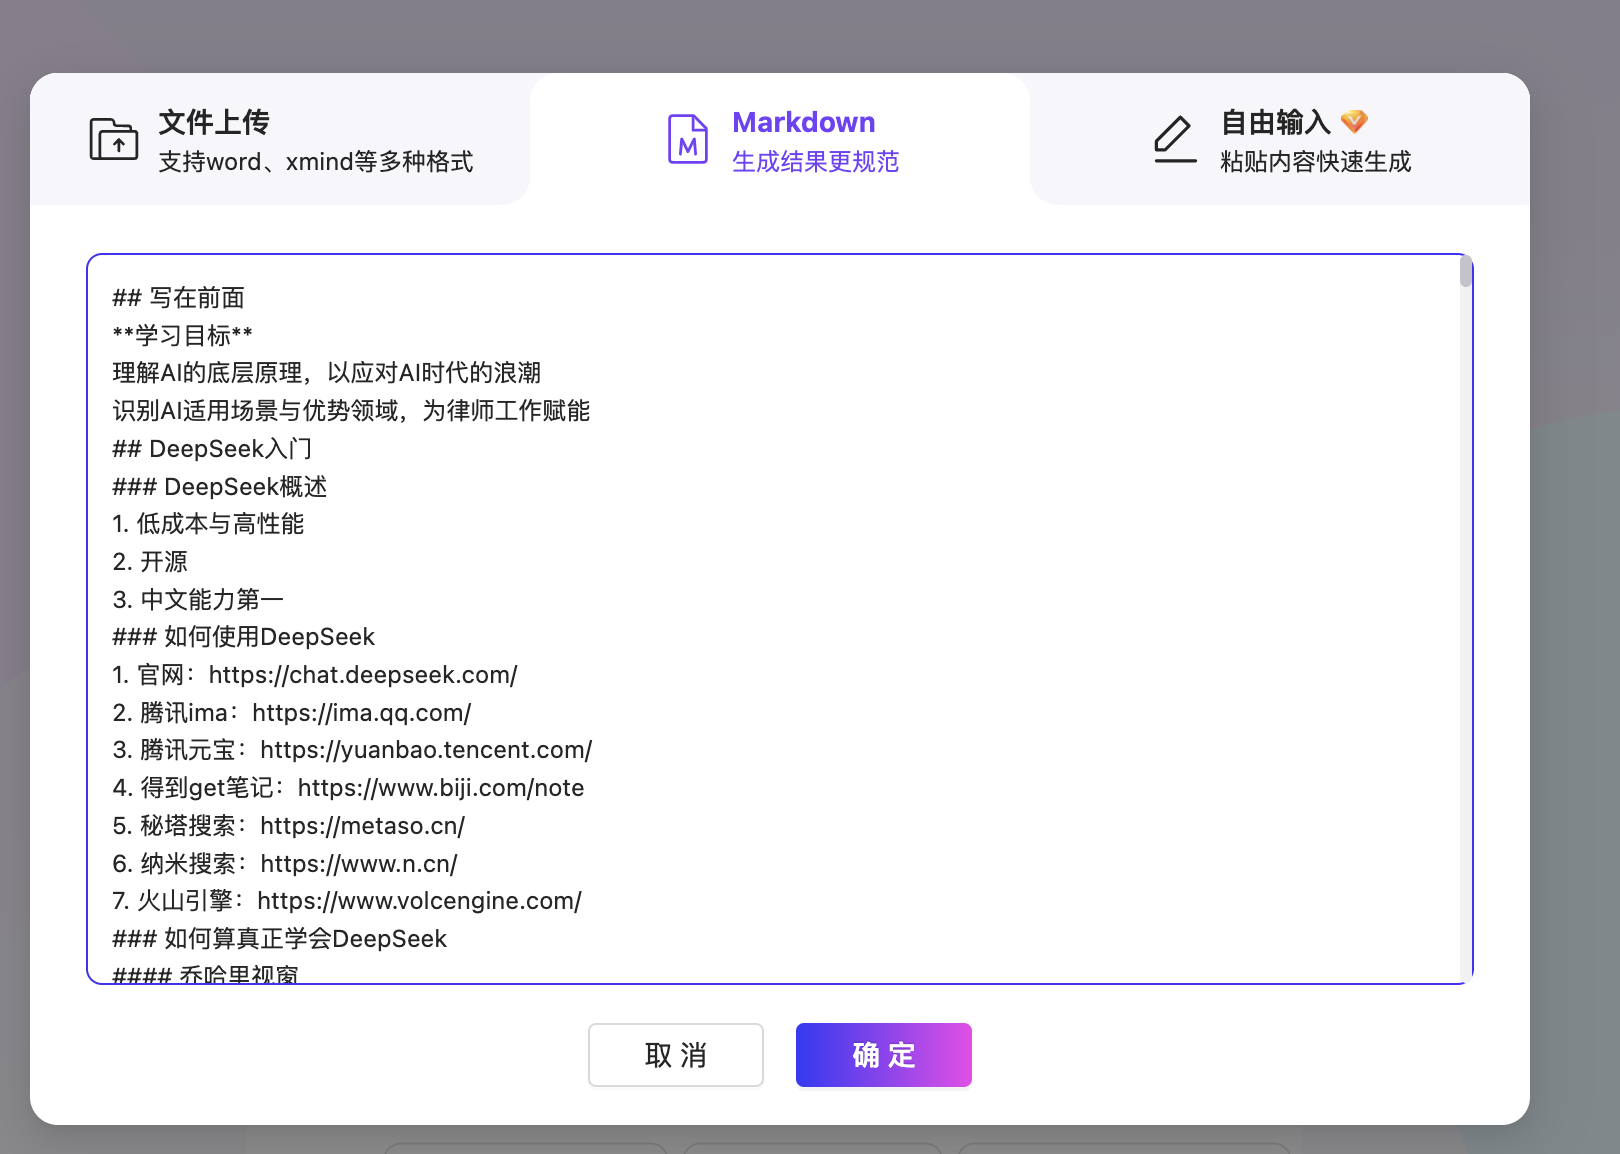 文件上传
支持word、xmind等多种格式
Markdown
生成结果更规范
自由输入
粘贴内容快速生成
## 写在前面
**学习目标**
理解AI的底层原理，以应对AI时代的浪潮
识别AI适用场景与优势领域，为律师工作赋能
## DeepSeek入门
### DeepSeek概述
1. 低成本与高性能
2. 开源
3. 中文能力第一
### 如何使用DeepSeek
1. 官网：https://chat.deepseek.com/
2. 腾讯ima：https://ima.qq.com/
3. 腾讯元宝：https://yuanbao.tencent.com/
4. 得到get笔记：https://www.biji.com/note
5. 秘塔搜索：https://metaso.cn/
6. 纳米搜索：https://www.n.cn/
7. 火山引擎：https://www.volcengine.com/
### 如何算真正学会DeepSeek
#### 乔哈里视窗
取 消
确 定